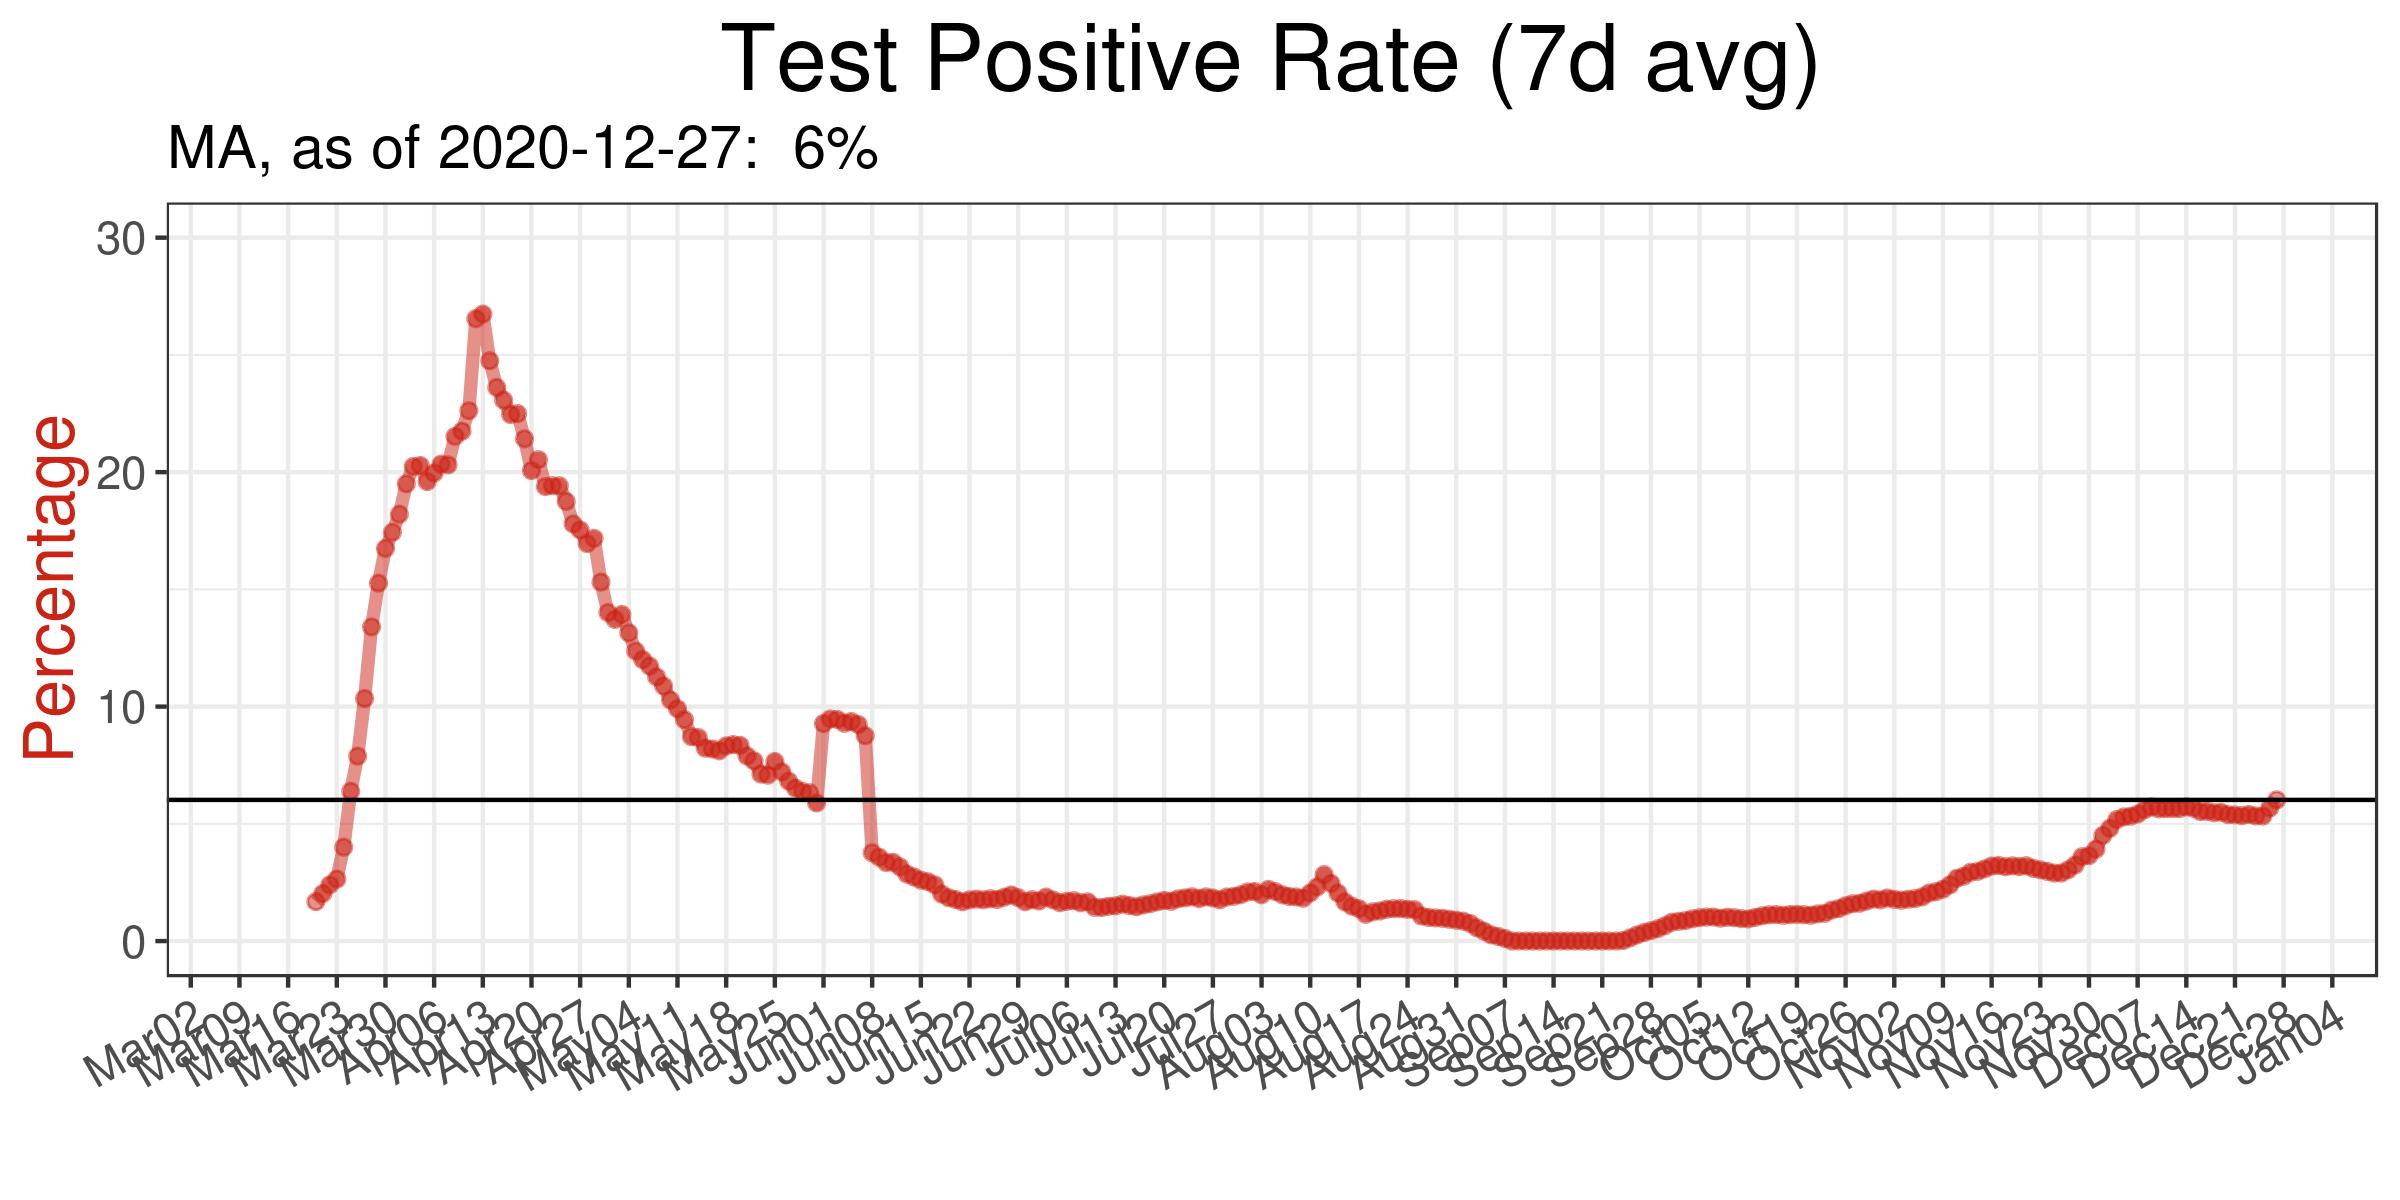 Test Positive Rate (7d avg)
MA, as of 2020-12-27:  6%
Percentage
30
20
10
0
Mar02
Mar09
Mar16
Mar23
Mar30
Apr06
Apr13
Apr20
Apr27
May04
May11
May18
May25
Jun01
Jun08
Jun15
Jun22
Jun29
Jul06
Jul13
Jul20
Jul27
Aug03
Aug10
Aug17
Aug24
Aug31
Sep07
Sep14
Sep21
Sep28
Oct05
Oct12
Oct19
Oct26
Nov02
Nov09
Nov16
Nov23
Nov30
Dec07
Dec14
Dec21
Dec28
Jan04